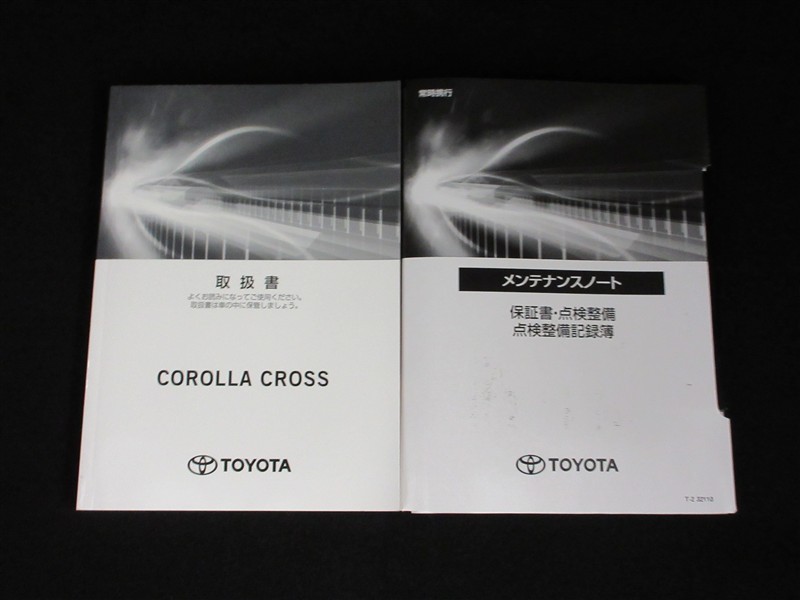 取扱書
よくお読みになってご使用ください。
取扱書は車の中に保管しましょう。
COROLLA CROSS
TOYOTA
常時携行
メンテナンスノート
保証書・点検整備
点検整備記録簿
TOYOTA
T-2 32110